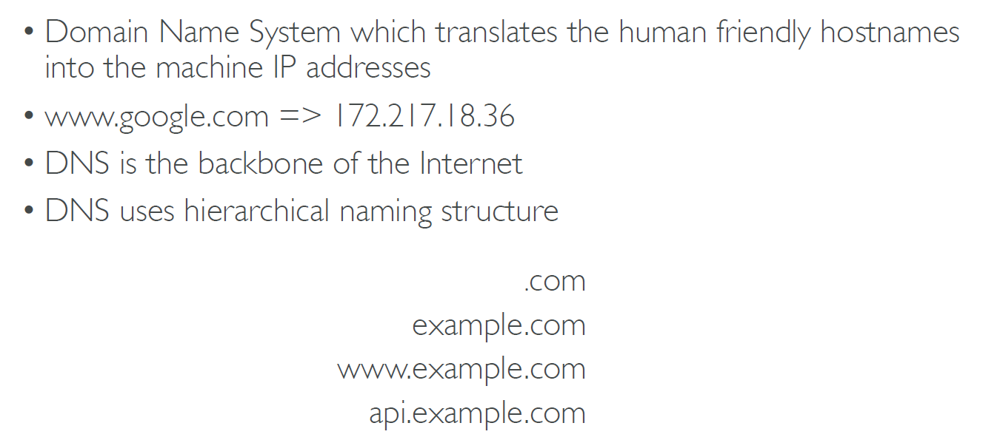 • Domain Name System which translates the human friendly hostnames
into the machine IP addresses
• www.google.com => 172.217.18.36
• DNS is the backbone of the Internet
• DNS uses hierarchical naming structure
.com
example.com
www.example.com
api.example.com